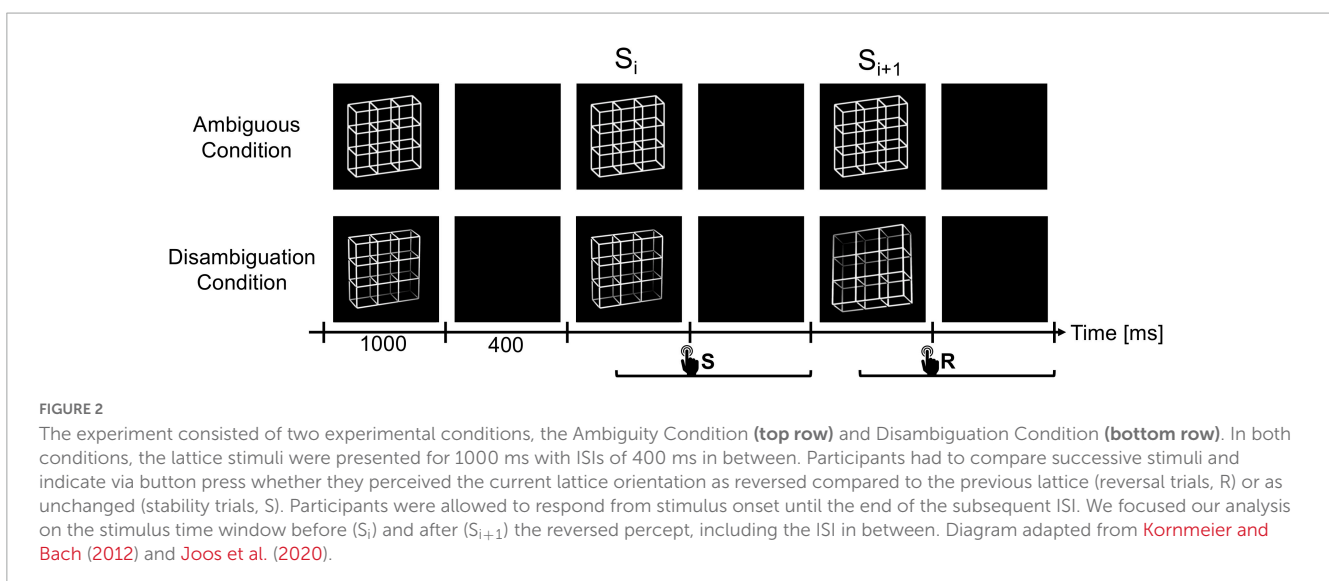 S_i S_{i+1}
Ambiguous
Condition
Disambiguation
Condition
1000 400 Time [ms]
S R
FIGURE 2
The experiment consisted of two experimental conditions, the Ambiguity Condition (top row) and Disambiguation Condition (bottom row). In both
conditions, the lattice stimuli were presented for 1000 ms with ISIs of 400 ms in between. Participants had to compare successive stimuli and
indicate via button press whether they perceived the current lattice orientation as reversed compared to the previous lattice (reversal trials, R) or as
unchanged (stability trials, S). Participants were allowed to respond from stimulus onset until the end of the subsequent ISI. We focused our analysis
on the stimulus time window before (S_i) and after (S_{i+1}) the reversed percept, including the ISI in between. Diagram adapted from Kornmeier and
Bach (2012) and Joos et al. (2020).